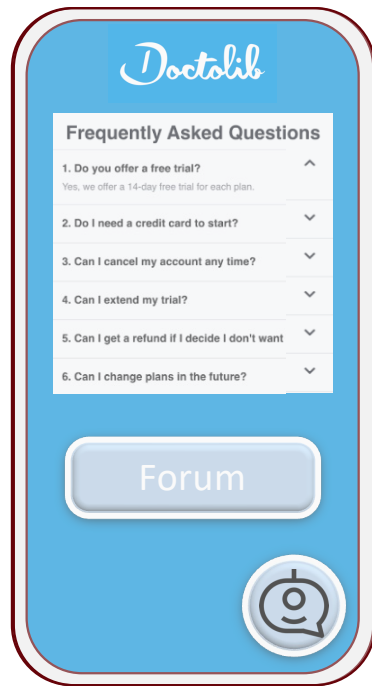 Doctolib
Frequently Asked Questions
1. Do you offer a free trial?
Yes, we offer a 14-day free trial for each plan.
2. Do I need a credit card to start?
3. Can I cancel my account any time?
4. Can I extend my trial?
5. Can I get a refund if I decide I don't want
6. Can I change plans in the future?
Forum